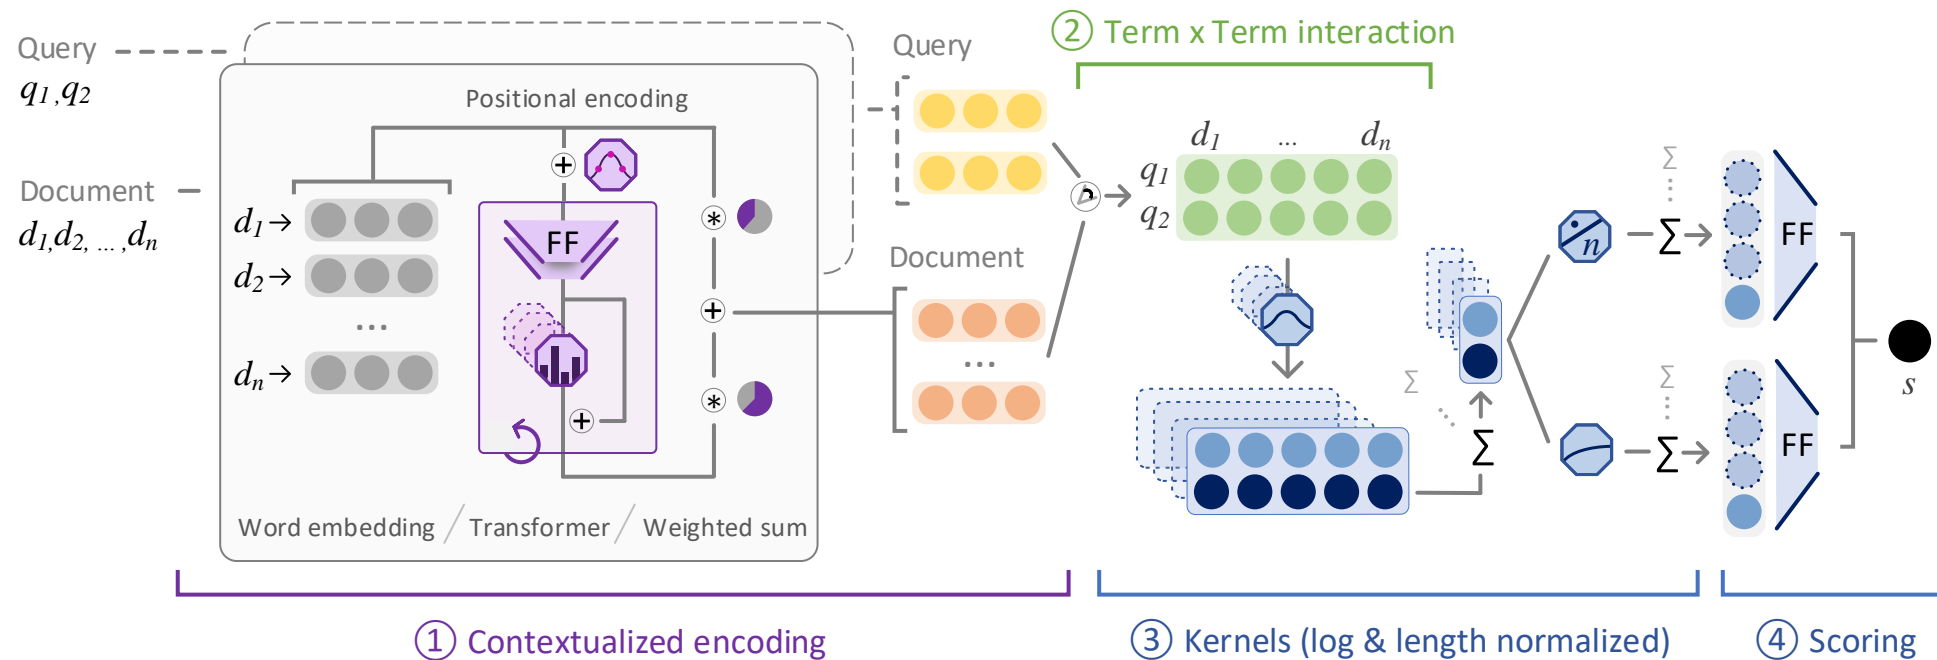 Query
q1,q2
Document
d1,d2, ... ,dn
Positional encoding
d1
d2
...
dn
+
FF
+
*
+
*
Word embedding / Transformer / Weighted sum
① Contextualized encoding
Query
Document
...
② Term x Term interaction
d1 ... dn
q1
q2
Σ
Σ
③ Kernels (log & length normalized)
n
Σ
Σ
Σ
Σ
FF
FF
s
④ Scoring